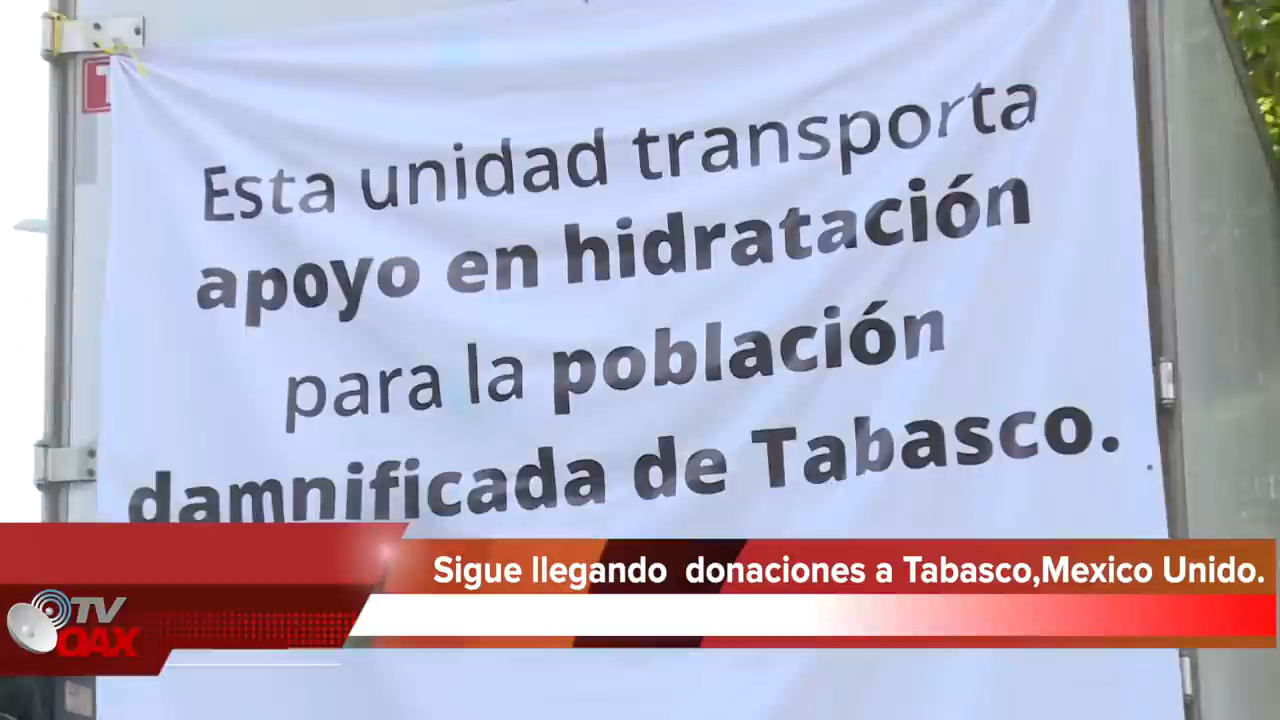 Esta unidad transporta
apoyo en hidratación
para la población
damnificada de Tabasco.
Sigue llegando  donaciones a Tabasco,Mexico Unido.
TV
OAX